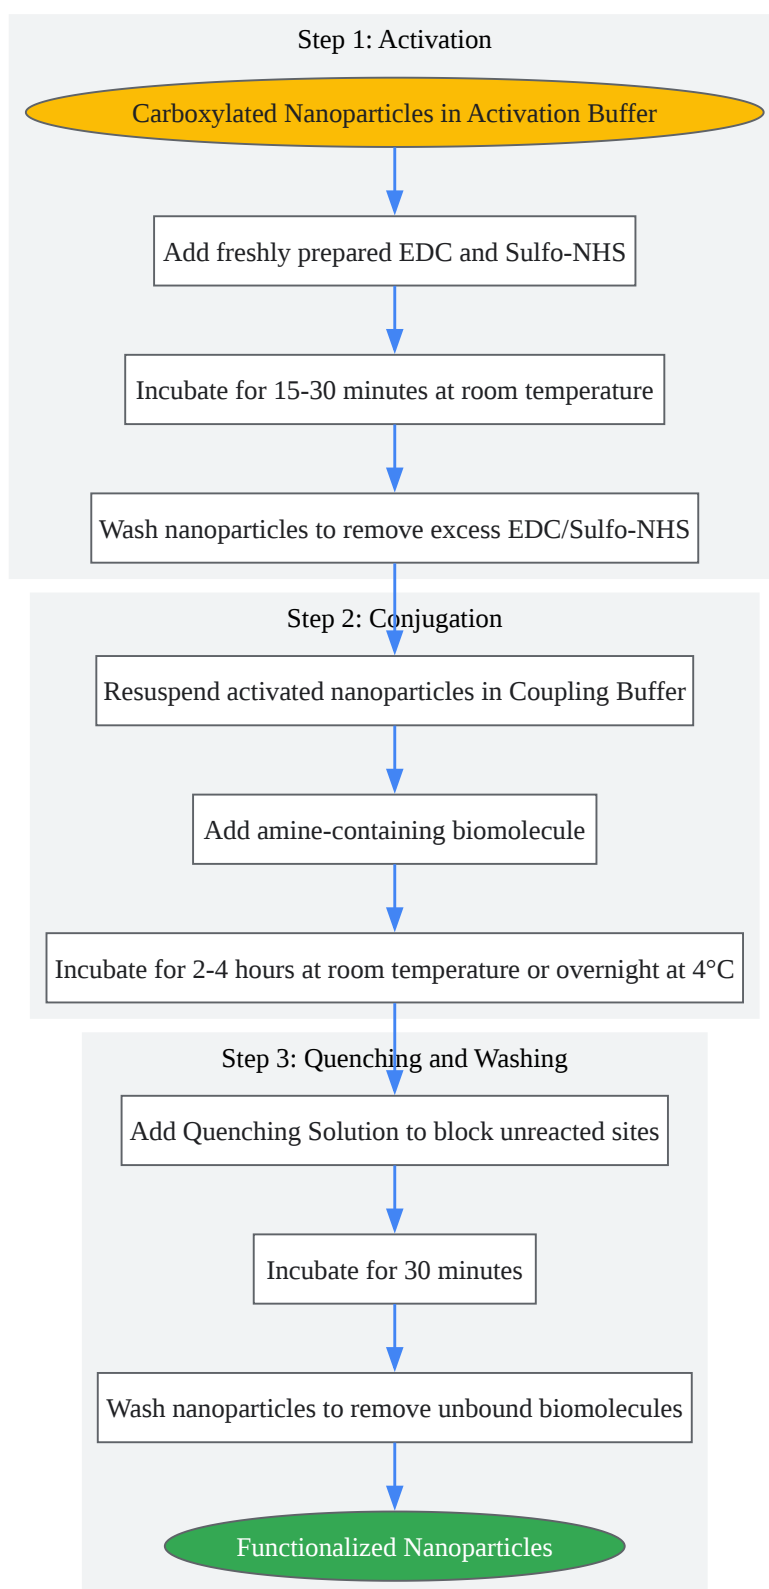 Step 1: Activation
Carboxylated Nanoparticles in Activation Buffer
Add freshly prepared EDC and Sulfo-NHS
Incubate for 15-30 minutes at room temperature
Wash nanoparticles to remove excess EDC/Sulfo-NHS
Step 2: Conjugation
Resuspend activated nanoparticles in Coupling Buffer
Add amine-containing biomolecule
Incubate for 2-4 hours at room temperature or overnight at 4°C
Step 3: Quenching and Washing
Add Quenching Solution to block unreacted sites
Incubate for 30 minutes
Wash nanoparticles to remove unbound biomolecules
Functionalized Nanoparticles